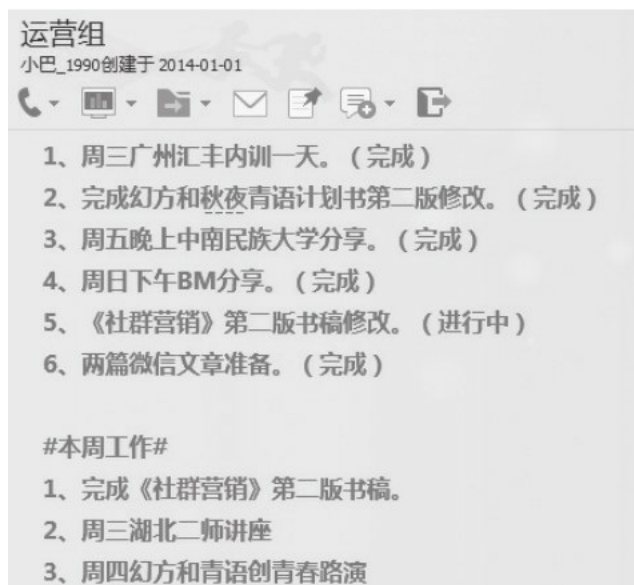 运营组
小巴_1990创建于 2014-01-01
1、周三广州汇丰内训一天。(完成)
2、完成幻方和秋夜青语计划书第二版修改。(完成)
3、周五晚上中南民族大学分享。(完成)
4、周日下午BM分享。(完成)
5、《社群营销》第二版书稿修改。(进行中)
6、两篇微信文章准备。(完成)
#本周工作#
1、完成《社群营销》第二版书稿。
2、周三湖北二师讲座
3、周四幻方和青语创青春路演